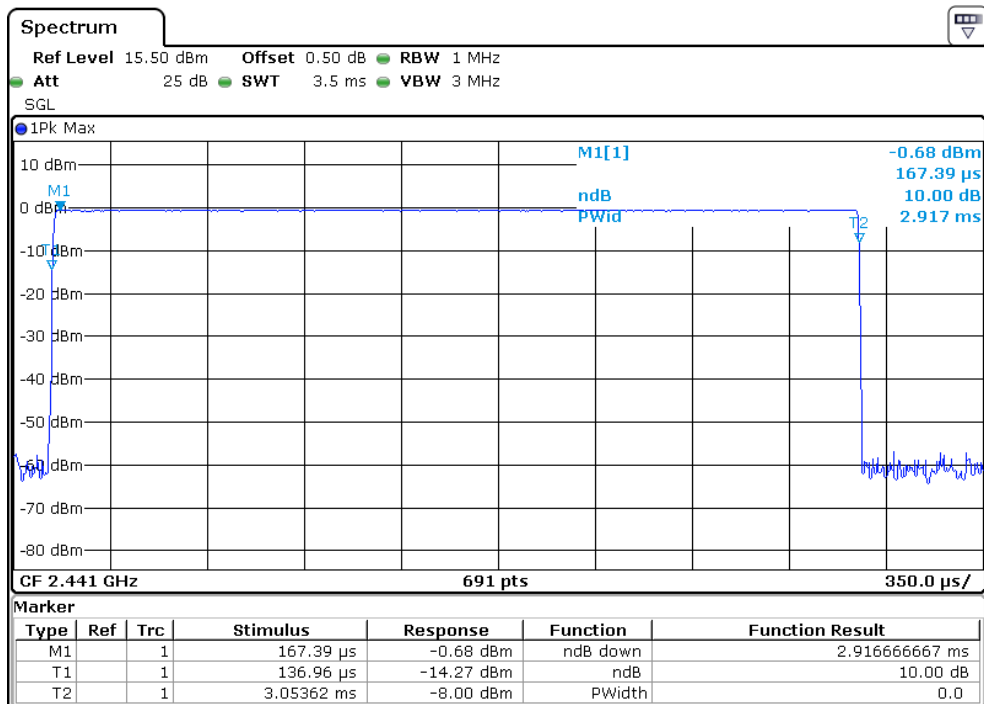 Spectrum
Ref Level 15.50 dBm Offset 0.50 dB RBW 1 MHz
Att 25 dB SWT 3.5 ms VBW 3 MHz
SGL
1Pk Max
M1[1] -0.68 dBm
167.39 µs
ndB 10.00 dB
PWid 2.917 ms
10 dBm
M1
0 dBm
T2
T1
-10 dBm
-20 dBm
-30 dBm
-40 dBm
-50 dBm
-60 dBm
-70 dBm
-80 dBm
CF 2.441 GHz 691 pts 350.0 µs/
Marker
Type Ref Trc Stimulus Response Function Function Result
M1 1 167.39 µs -0.68 dBm ndB down 2.916666667 ms
T1 1 136.96 µs -14.27 dBm ndB 10.00 dB
T2 1 3.05362 ms -8.00 dBm PWidth 0.0